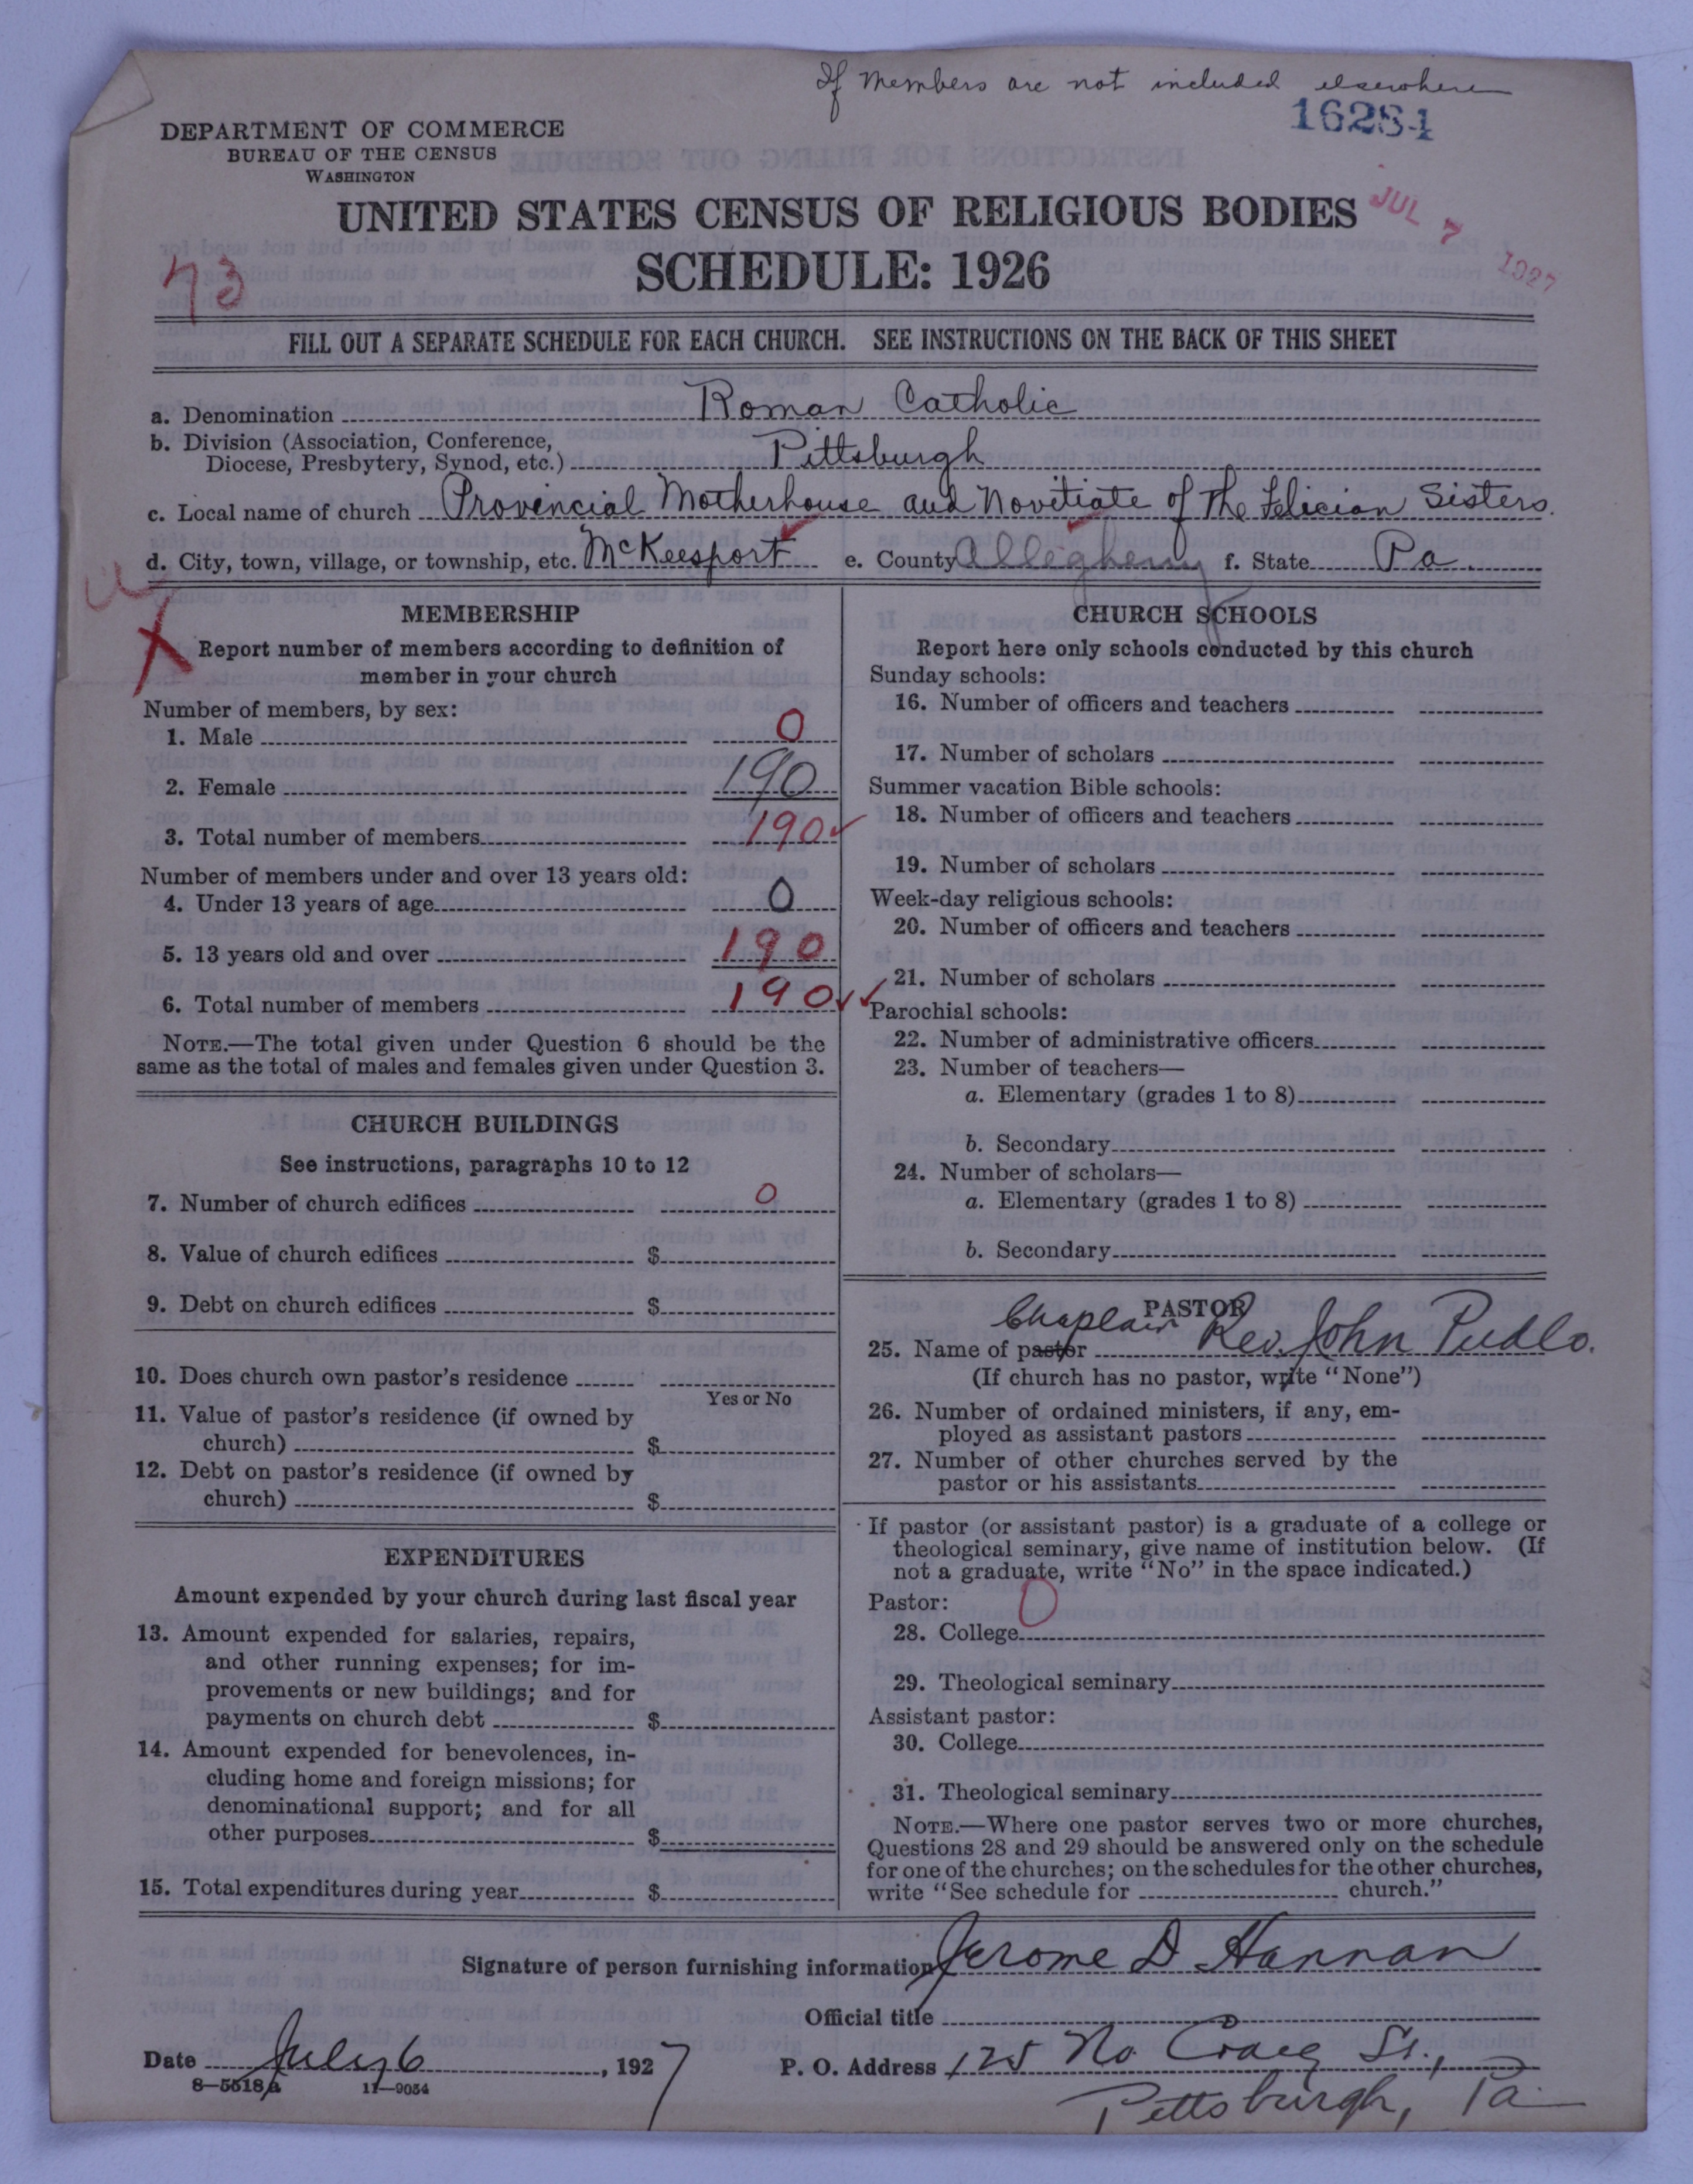 If members are not included elsewhere
16284
DEPARTMENT OF COMMERCE
BUREAU OF THE CENSUS
WASHINGTON
UNITED STATES CENSUS OF RELIGIOUS BODIES
JUL 7 1927
SCHEDULE: 1926
73
FILL OUT A SEPARATE SCHEDULE FOR EACH CHURCH. SEE INSTRUCTIONS ON THE BACK OF THIS SHEET
a. Denomination Roman Catholic
b. Division (Association, Conference, Diocese, Presbytery, Synod, etc.) Pittsburgh
c. Local name of church Provincial Motherhouse and Novitiate of The Felician Sisters.
d. City, town, village, or township, etc. McKeesport e. County Allegheny f. State Pa.
MEMBERSHIP
X
Report number of members according to definition of
member in your church
Number of members, by sex:
1. Male 0
2. Female 190
3. Total number of members 190
Number of members under and over 13 years old:
4. Under 13 years of age 0
5. 13 years old and over 190
6. Total number of members 190
NOTE.—The total given under Question 6 should be the
same as the total of males and females given under Question 3.
CHURCH BUILDINGS
See instructions, paragraphs 10 to 12
7. Number of church edifices 0
8. Value of church edifices $
9. Debt on church edifices $
10. Does church own pastor's residence
Yes or No
11. Value of pastor's residence (if owned by
church) $
12. Debt on pastor's residence (if owned by
church) $
EXPENDITURES
Amount expended by your church during last fiscal year
13. Amount expended for salaries, repairs,
and other running expenses; for im-
provements or new buildings; and for
payments on church debt $
14. Amount expended for benevolences, in-
cluding home and foreign missions; for
denominational support; and for all
other purposes $
15. Total expenditures during year $
CHURCH SCHOOLS
Report here only schools conducted by this church
Sunday schools:
16. Number of officers and teachers
17. Number of scholars
Summer vacation Bible schools:
18. Number of officers and teachers
19. Number of scholars
Week-day religious schools:
20. Number of officers and teachers
21. Number of scholars
Parochial schools:
22. Number of administrative officers
23. Number of teachers—
a. Elementary (grades 1 to 8)
b. Secondary
24. Number of scholars—
a. Elementary (grades 1 to 8)
b. Secondary
PASTOR
Chaplain
25. Name of pastor Rev. John Pudlo.
(If church has no pastor, write "None")
26. Number of ordained ministers, if any, em-
ployed as assistant pastors
27. Number of other churches served by the
pastor or his assistants
If pastor (or assistant pastor) is a graduate of a college or
theological seminary, give name of institution below. (If
not a graduate, write "No" in the space indicated.)
Pastor: 0
28. College
29. Theological seminary
Assistant pastor:
30. College
31. Theological seminary
NOTE.—Where one pastor serves two or more churches,
Questions 28 and 29 should be answered only on the schedule
for one of the churches; on the schedules for the other churches,
write "See schedule for church."
Signature of person furnishing information Jerome D Hannan
Official title
Date July 6, 1927 P. O. Address 125 No Craig St.,
8—5518a 11—9054
Pittsburgh, Pa.